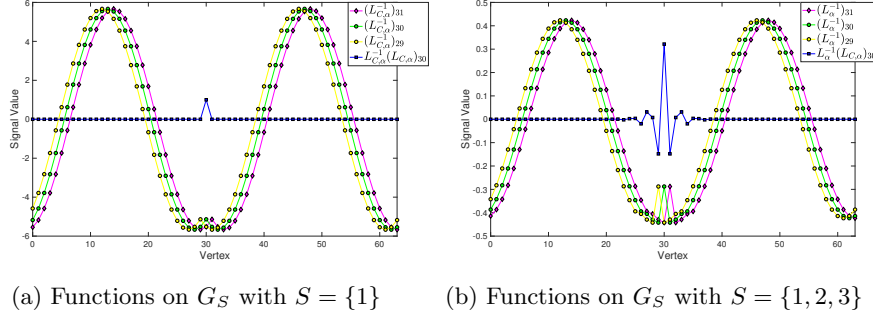 6
4
2
0
-2
-4
-6
0 10 20 30 40 50 60
Signal Value
Vertex
(L_{C,α}^{-1})_{31}
(L_{C,α}^{-1})_{30}
(L_{C,α}^{-1})_{29}
L_{C,α}^{-1}(L_{C,α})_{30}
0.5
0.4
0.3
0.2
0.1
0
-0.1
-0.2
-0.3
-0.4
-0.5
0 10 20 30 40 50 60
Signal Value
Vertex
(L_α^{-1})_{31}
(L_α^{-1})_{30}
(L_α^{-1})_{29}
L_α^{-1}(L_{C,α})_{30}
(a) Functions on G_S with S = {1}
(b) Functions on G_S with S = {1, 2, 3}